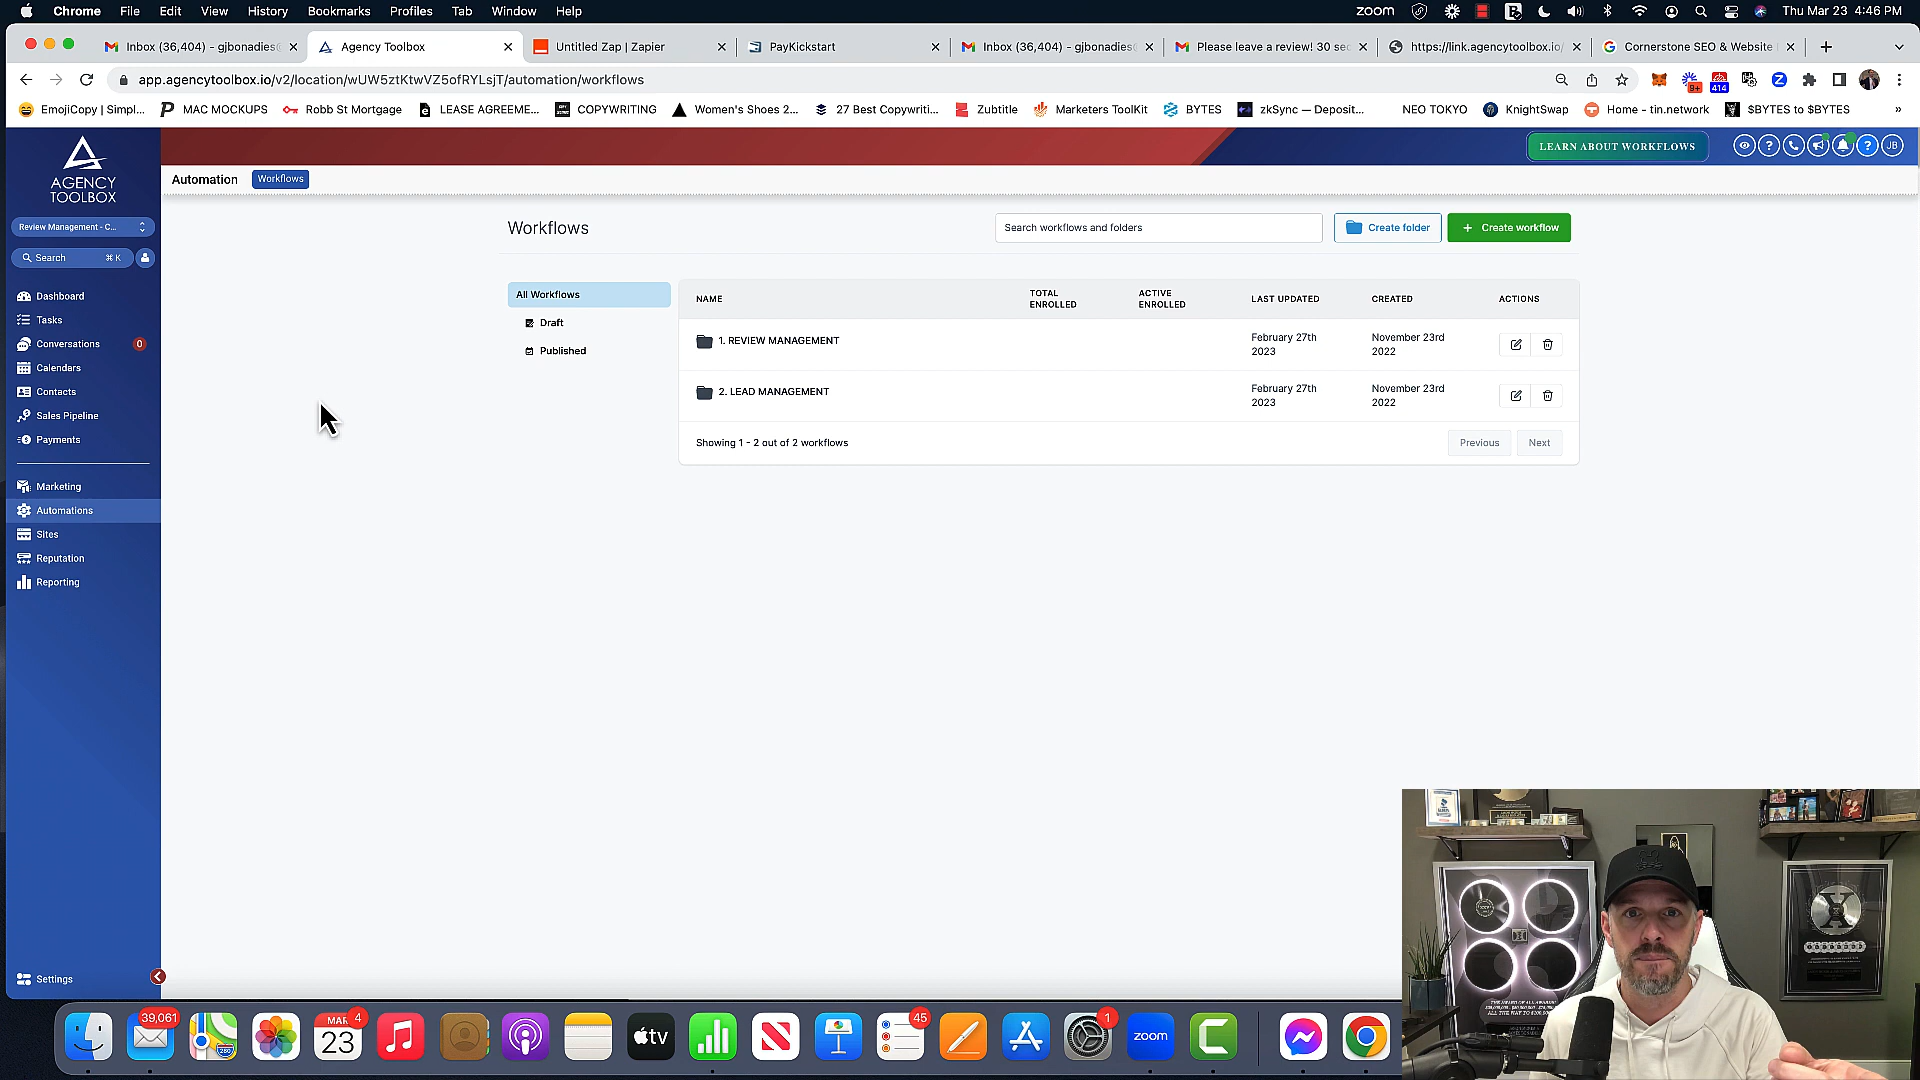 Chrome File Edit View History Bookmarks Profiles Tab Window Help
zoom Thu Mar 23 4:46 PM
Inbox (36,404) - gjbonadies
Agency Toolbox
Untitled Zap | Zapier
PayKickstart
Inbox (36,404) - gjbonadies
Please leave a review! 30 sec
https://link.agencytoolbox.io/
Cornerstone SEO & Website
app.agencytoolbox.io/v2/location/wUW5ztKtwVZ5ofRYLsjT/automation/workflows
9+
414
EmojiCopy | Simpl...
MAC MOCKUPS
Robb St Mortgage
LEASE AGREEME...
COPYWRITING
Women's Shoes 2...
27 Best Copywriti...
Zubtitle
Marketers ToolKit
BYTES
zkSync — Deposit...
NEO TOKYO
KnightSwap
Home - tin.network
$BYTES to $BYTES
»
AGENCY
TOOLBOX
LEARN ABOUT WORKFLOWS
JB
Automation
Workflows
Review Management - C...
Search ⌘ K
Dashboard
Tasks
Conversations 0
Calendars
Contacts
Sales Pipeline
Payments
Marketing
Automations
Sites
Reputation
Reporting
Settings
Workflows
Search workflows and folders
Create folder
+ Create workflow
All Workflows
Draft
Published
NAME
TOTAL
ENROLLED
ACTIVE
ENROLLED
LAST UPDATED
CREATED
ACTIONS
1. REVIEW MANAGEMENT
February 27th
2023
November 23rd
2022
2. LEAD MANAGEMENT
February 27th
2023
November 23rd
2022
Showing 1 - 2 out of 2 workflows
Previous
Next
39,061
MAR
4
23
tv
45
1
zoom